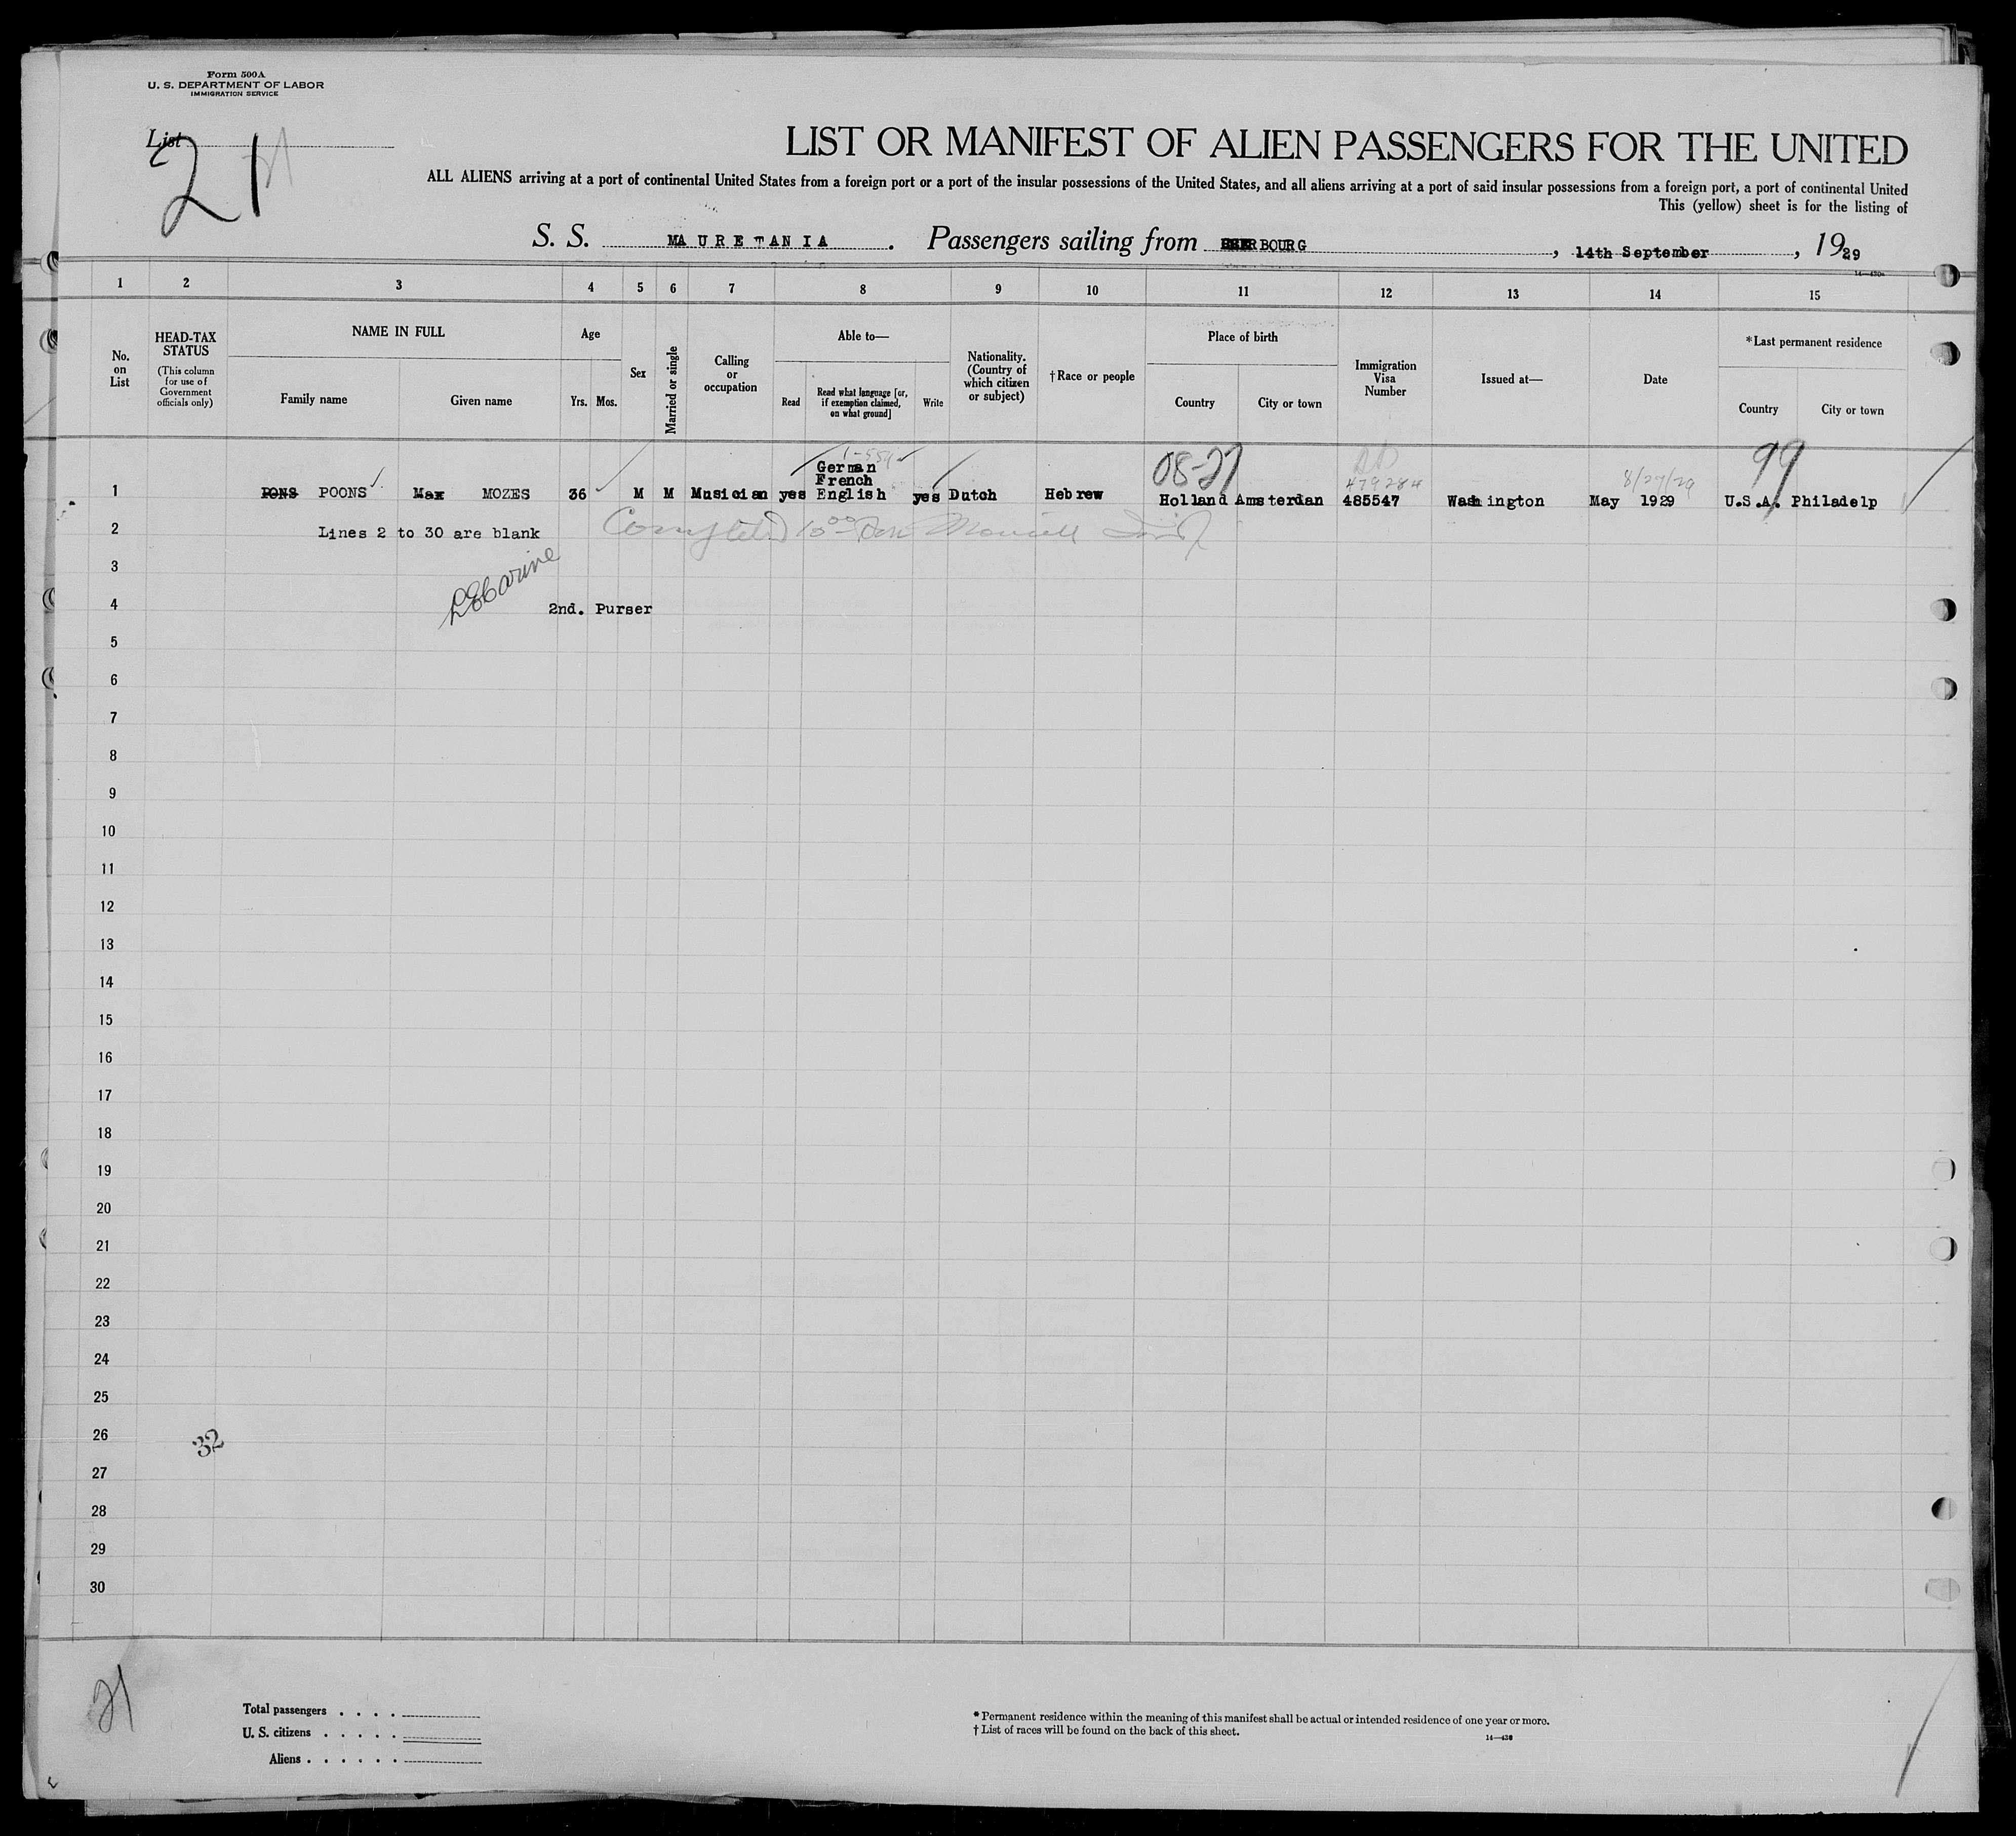 Form 500A
U. S. DEPARTMENT OF LABOR
IMMIGRATION SERVICE
List
21
LIST OR MANIFEST OF ALIEN PASSENGERS FOR THE UNITED
ALL ALIENS arriving at a port of continental United States from a foreign port or a port of the insular possessions of the United States, and all aliens arriving at a port of said insular possessions from a foreign port, a port of continental United
This (yellow) sheet is for the listing of
S. S. MAURETANIA . Passengers sailing from BOURG , 14th September , 1929
1 2 3 4 5 6 7 8 9 10 11 12 13 14 15
No. on List
HEAD-TAX STATUS
(This column for use of Government officials only)
NAME IN FULL
Family name Given name
Age
Yrs. Mos.
Sex
Married or single
Calling or occupation
Able to—
Read
Read what language [or, if exemption claimed, on what ground]
Write
Nationality. (Country of which citizen or subject)
†Race or people
Place of birth
Country City or town
Immigration Visa Number
Issued at—
Date
*Last permanent residence
Country City or town
08-27 99
479284 8/27/29
German
French
1 PONS POONS Max MOZES 36 M M Musician yes English yes Dutch Hebrew Holland Amsterdan 485547 Washington May 1929 U.S.A. Philadelp
2 Lines 2 to 30 are blank Completed
3
4 2nd. Purser
5
6
7
8
9
10
11
12
13
14
15
16
17
18
19
20
21
22
23
24
25
26
32
27
28
29
30
21
Total passengers . . . .
U. S. citizens . . . . .
Aliens . . . . . .
* Permanent residence within the meaning of this manifest shall be actual or intended residence of one year or more.
† List of races will be found on the back of this sheet.